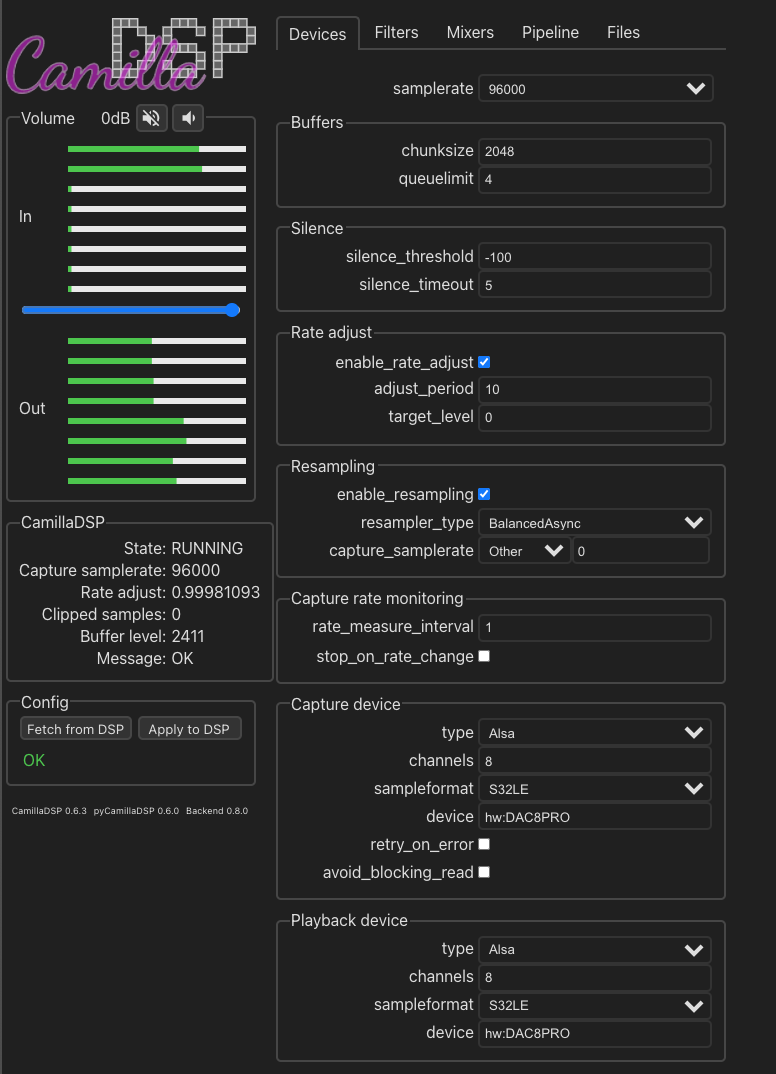 Camilla DSP
Volume 0dB
In
Out
CamillaDSP
State: RUNNING
Capture samplerate: 96000
Rate adjust: 0.99981093
Clipped samples: 0
Buffer level: 2411
Message: OK
Config
Fetch from DSP Apply to DSP
OK
CamillaDSP 0.6.3 pyCamillaDSP 0.6.0 Backend 0.8.0
Devices Filters Mixers Pipeline Files
samplerate 96000
Buffers
chunksize 2048
queuelimit 4
Silence
silence_threshold -100
silence_timeout 5
Rate adjust
enable_rate_adjust
adjust_period 10
target_level 0
Resampling
enable_resampling
resampler_type BalancedAsync
capture_samplerate Other 0
Capture rate monitoring
rate_measure_interval 1
stop_on_rate_change
Capture device
type Alsa
channels 8
sampleformat S32LE
device hw:DAC8PRO
retry_on_error
avoid_blocking_read
Playback device
type Alsa
channels 8
sampleformat S32LE
device hw:DAC8PRO